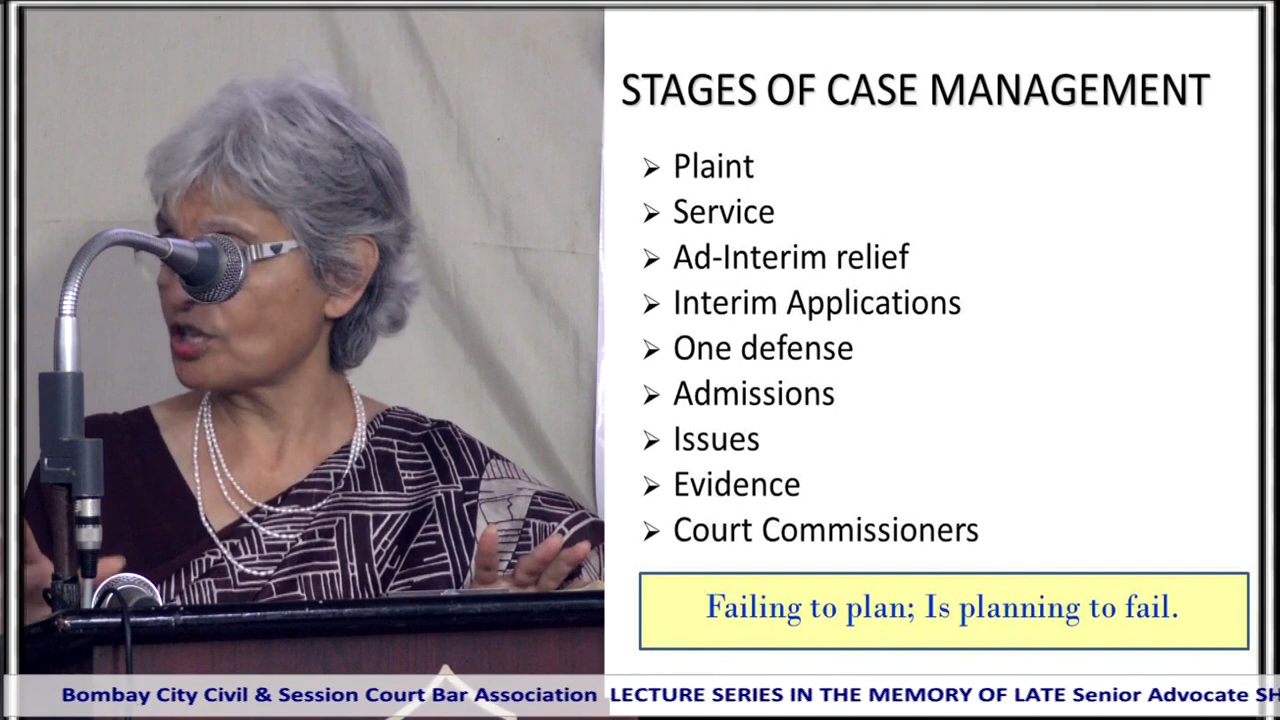 STAGES OF CASE MANAGEMENT
Plaint
Service
Ad-Interim relief
Interim Applications
One defense
Admissions
Issues
Evidence
Court Commissioners
Failing to plan; Is planning to fail.
Bombay City Civil & Session Court Bar Association LECTURE SERIES IN THE MEMORY OF LATE Senior Advocate SH